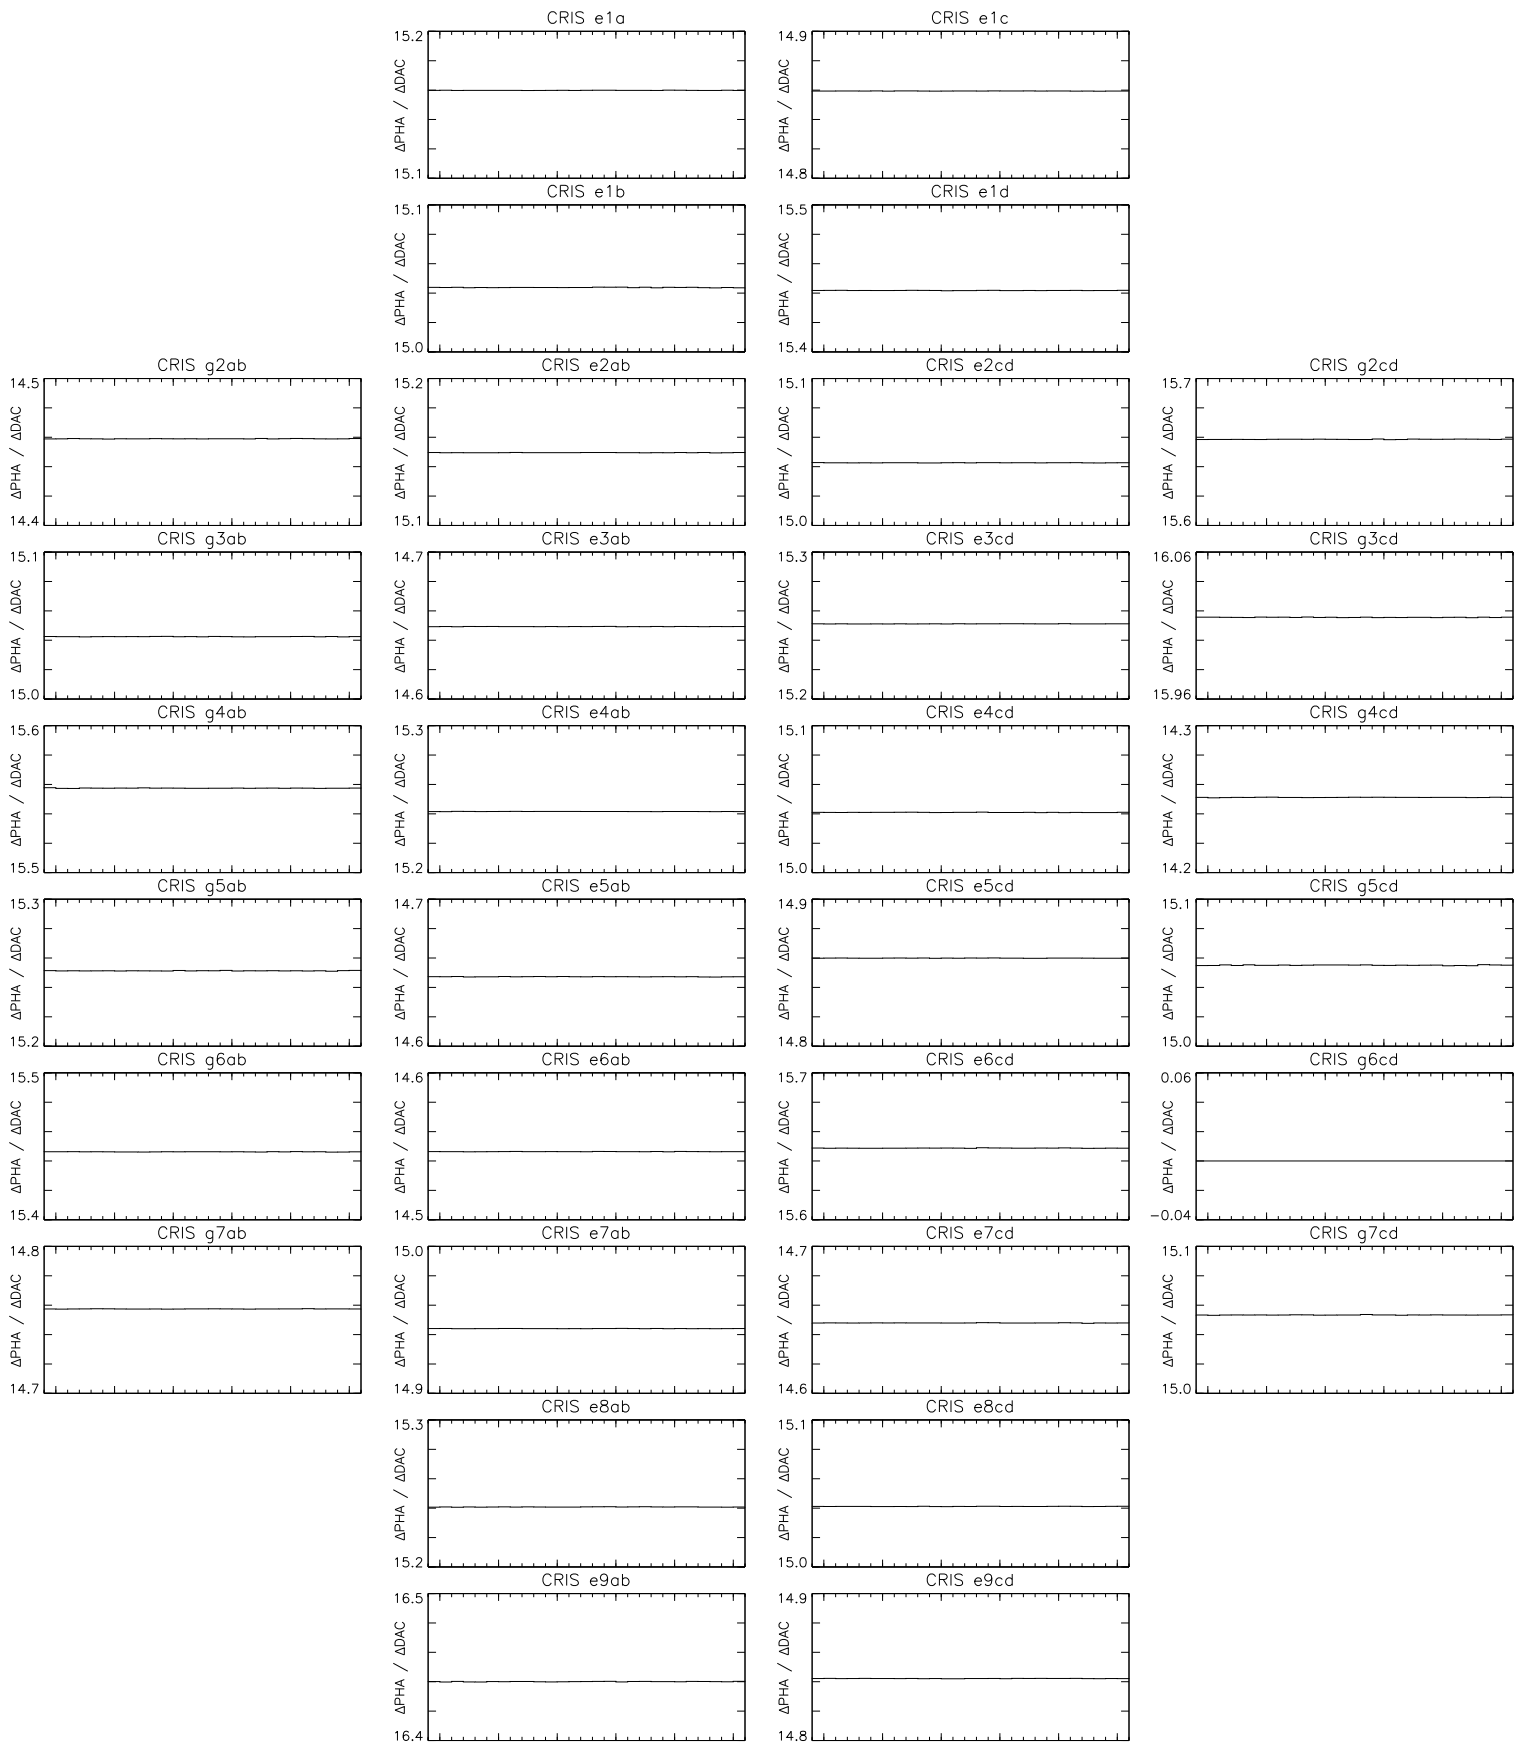 CRIS e1a
15.2
ΔPHA / ΔDAC
15.1
CRIS e1c
14.9
ΔPHA / ΔDAC
14.8
CRIS e1b
15.1
ΔPHA / ΔDAC
15.0
CRIS e1d
15.5
ΔPHA / ΔDAC
15.4
CRIS g2ab
14.5
ΔPHA / ΔDAC
14.4
CRIS e2ab
15.2
ΔPHA / ΔDAC
15.1
CRIS e2cd
15.1
ΔPHA / ΔDAC
15.0
CRIS g2cd
15.7
ΔPHA / ΔDAC
15.6
CRIS g3ab
15.1
ΔPHA / ΔDAC
15.0
CRIS e3ab
14.7
ΔPHA / ΔDAC
14.6
CRIS e3cd
15.3
ΔPHA / ΔDAC
15.2
CRIS g3cd
16.06
ΔPHA / ΔDAC
15.96
CRIS g4ab
15.6
ΔPHA / ΔDAC
15.5
CRIS e4ab
15.3
ΔPHA / ΔDAC
15.2
CRIS e4cd
15.1
ΔPHA / ΔDAC
15.0
CRIS g4cd
14.3
ΔPHA / ΔDAC
14.2
CRIS g5ab
15.3
ΔPHA / ΔDAC
15.2
CRIS e5ab
14.7
ΔPHA / ΔDAC
14.6
CRIS e5cd
14.9
ΔPHA / ΔDAC
14.8
CRIS g5cd
15.1
ΔPHA / ΔDAC
15.0
CRIS g6ab
15.5
ΔPHA / ΔDAC
15.4
CRIS e6ab
14.6
ΔPHA / ΔDAC
14.5
CRIS e6cd
15.7
ΔPHA / ΔDAC
15.6
CRIS g6cd
0.06
ΔPHA / ΔDAC
−0.04
CRIS g7ab
14.8
ΔPHA / ΔDAC
14.7
CRIS e7ab
15.0
ΔPHA / ΔDAC
14.9
CRIS e7cd
14.7
ΔPHA / ΔDAC
14.6
CRIS g7cd
15.1
ΔPHA / ΔDAC
15.0
CRIS e8ab
15.3
ΔPHA / ΔDAC
15.2
CRIS e8cd
15.1
ΔPHA / ΔDAC
15.0
CRIS e9ab
16.5
ΔPHA / ΔDAC
16.4
CRIS e9cd
14.9
ΔPHA / ΔDAC
14.8